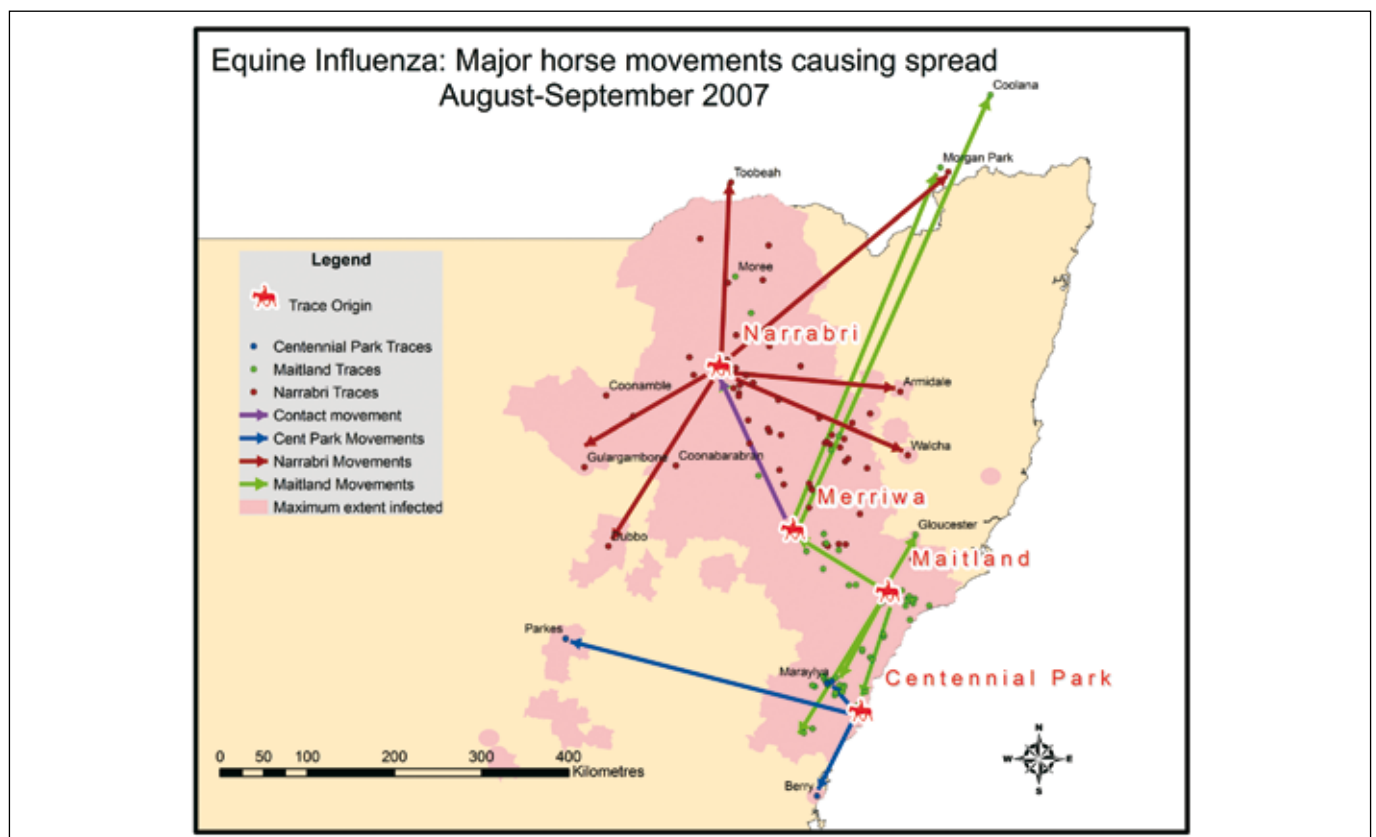 Equine Influenza: Major horse movements causing spread
August-September 2007
Coolana
Morgan Park
Toobeah
Legend
Trace Origin
Centennial Park Traces
Maitland Traces
Narrabri Traces
Contact movement
Cent Park Movements
Narrabri Movements
Maitland Movements
Maximum extent infected
Moree
Narrabri
Coonamble
Armidale
Walcha
Gulargambone
Coonabarabran
Merriwa
Gloucester
Dubbo
Maitland
Parkes
Maraylya
Centennial Park
Berry
0 50 100 200 300 400
Kilometres
N
W E
S